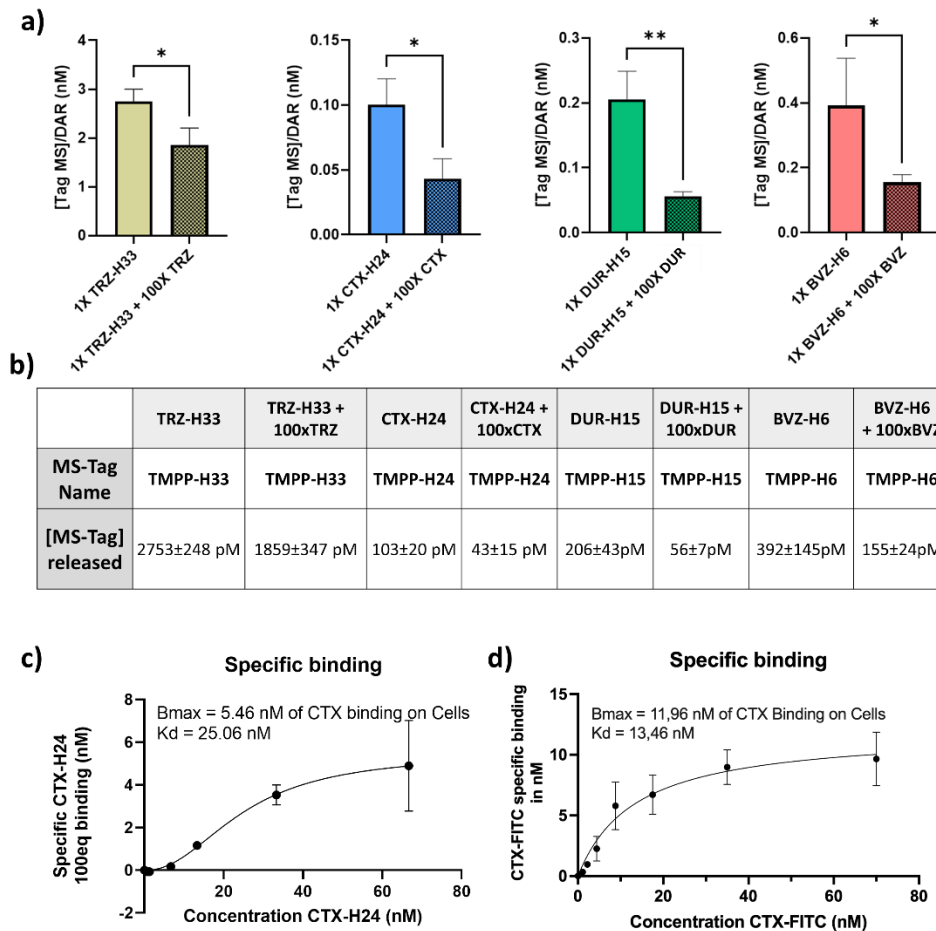 a)
*
*
**
*
[Tag MS]/DAR (nM)
4
3
2
1
0
1X TRZ-H33
1X TRZ-H33 + 100X TRZ
[Tag MS]/DAR (nM)
0.15
0.10
0.05
0.00
1X CTX-H24
1X CTX-H24 + 100X CTX
[Tag MS]/DAR (nM)
0.3
0.2
0.1
0.0
1X DUR-H15
1X DUR-H15 + 100X DUR
[Tag MS]/DAR (nM)
0.6
0.4
0.2
0.0
1X BVZ-H6
1X BVZ-H6 + 100X BVZ
b)
TRZ-H33 TRZ-H33 + 100xTRZ CTX-H24 CTX-H24 + 100xCTX DUR-H15 DUR-H15 + 100xDUR BVZ-H6 BVZ-H6 + 100xBVZ
MS-Tag Name TMPP-H33 TMPP-H33 TMPP-H24 TMPP-H24 TMPP-H15 TMPP-H15 TMPP-H6 TMPP-H6
[MS-Tag] released 2753±248 pM 1859±347 pM 103±20 pM 43±15 pM 206±43pM 56±7pM 392±145pM 155±24pM
c)
Specific binding
Bmax = 5.46 nM of CTX binding on Cells
Kd = 25.06 nM
Specific CTX-H24
100eq binding (nM)
8
6
4
2
0
-2
20 40 60 80
Concentration CTX-H24 (nM)
d)
Specific binding
Bmax = 11,96 nM of CTX Binding on Cells
Kd = 13,46 nM
CTX-FITC specific binding
in nM
15
10
5
0
0 20 40 60 80
Concentration CTX-FITC (nM)